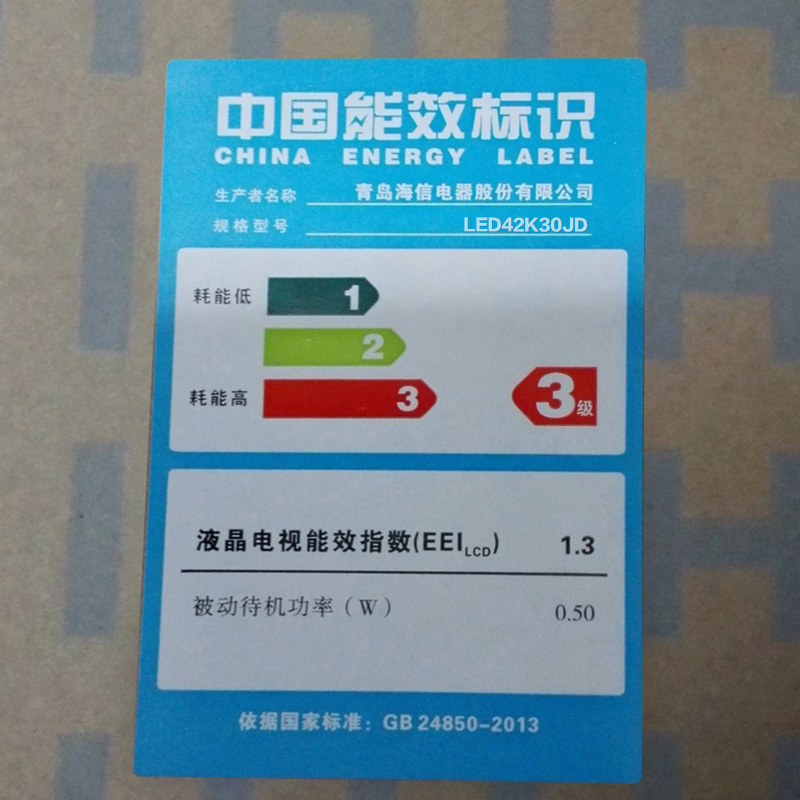 中国能效标识
CHINA ENERGY LABEL
生产者名称 青岛海信电器股份有限公司
规格型号 LED42K30JD
耗能低 1
2
耗能高 3 3级
液晶电视能效指数(EEILCD) 1.3
被动待机功率(W) 0.50
依据国家标准：GB 24850-2013